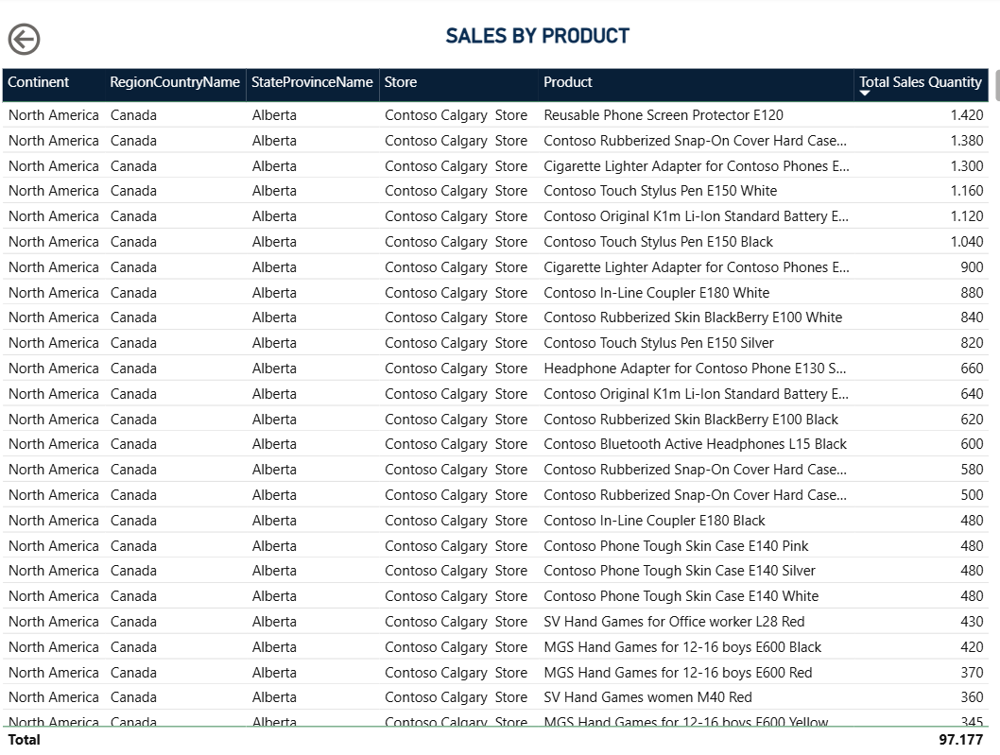 SALES BY PRODUCT
Continent RegionCountryName StateProvinceName Store Product Total Sales Quantity
North America Canada Alberta Contoso Calgary Store Reusable Phone Screen Protector E120 1.420
North America Canada Alberta Contoso Calgary Store Contoso Rubberized Snap-On Cover Hard Case... 1.380
North America Canada Alberta Contoso Calgary Store Cigarette Lighter Adapter for Contoso Phones E... 1.300
North America Canada Alberta Contoso Calgary Store Contoso Touch Stylus Pen E150 White 1.160
North America Canada Alberta Contoso Calgary Store Contoso Original K1m Li-Ion Standard Battery E... 1.120
North America Canada Alberta Contoso Calgary Store Contoso Touch Stylus Pen E150 Black 1.040
North America Canada Alberta Contoso Calgary Store Cigarette Lighter Adapter for Contoso Phones E... 900
North America Canada Alberta Contoso Calgary Store Contoso In-Line Coupler E180 White 880
North America Canada Alberta Contoso Calgary Store Contoso Rubberized Skin BlackBerry E100 White 840
North America Canada Alberta Contoso Calgary Store Contoso Touch Stylus Pen E150 Silver 820
North America Canada Alberta Contoso Calgary Store Headphone Adapter for Contoso Phone E130 S... 660
North America Canada Alberta Contoso Calgary Store Contoso Original K1m Li-Ion Standard Battery E... 640
North America Canada Alberta Contoso Calgary Store Contoso Rubberized Skin BlackBerry E100 Black 620
North America Canada Alberta Contoso Calgary Store Contoso Bluetooth Active Headphones L15 Black 600
North America Canada Alberta Contoso Calgary Store Contoso Rubberized Snap-On Cover Hard Case... 580
North America Canada Alberta Contoso Calgary Store Contoso Rubberized Snap-On Cover Hard Case... 500
North America Canada Alberta Contoso Calgary Store Contoso In-Line Coupler E180 Black 480
North America Canada Alberta Contoso Calgary Store Contoso Phone Tough Skin Case E140 Pink 480
North America Canada Alberta Contoso Calgary Store Contoso Phone Tough Skin Case E140 Silver 480
North America Canada Alberta Contoso Calgary Store Contoso Phone Tough Skin Case E140 White 480
North America Canada Alberta Contoso Calgary Store SV Hand Games for Office worker L28 Red 430
North America Canada Alberta Contoso Calgary Store MGS Hand Games for 12-16 boys E600 Black 420
North America Canada Alberta Contoso Calgary Store MGS Hand Games for 12-16 boys E600 Red 370
North America Canada Alberta Contoso Calgary Store SV Hand Games women M40 Red 360
North America Canada Alberta Contoso Calgary Store MGS Hand Games for 12-16 boys E600 Yellow 345
Total 97.177